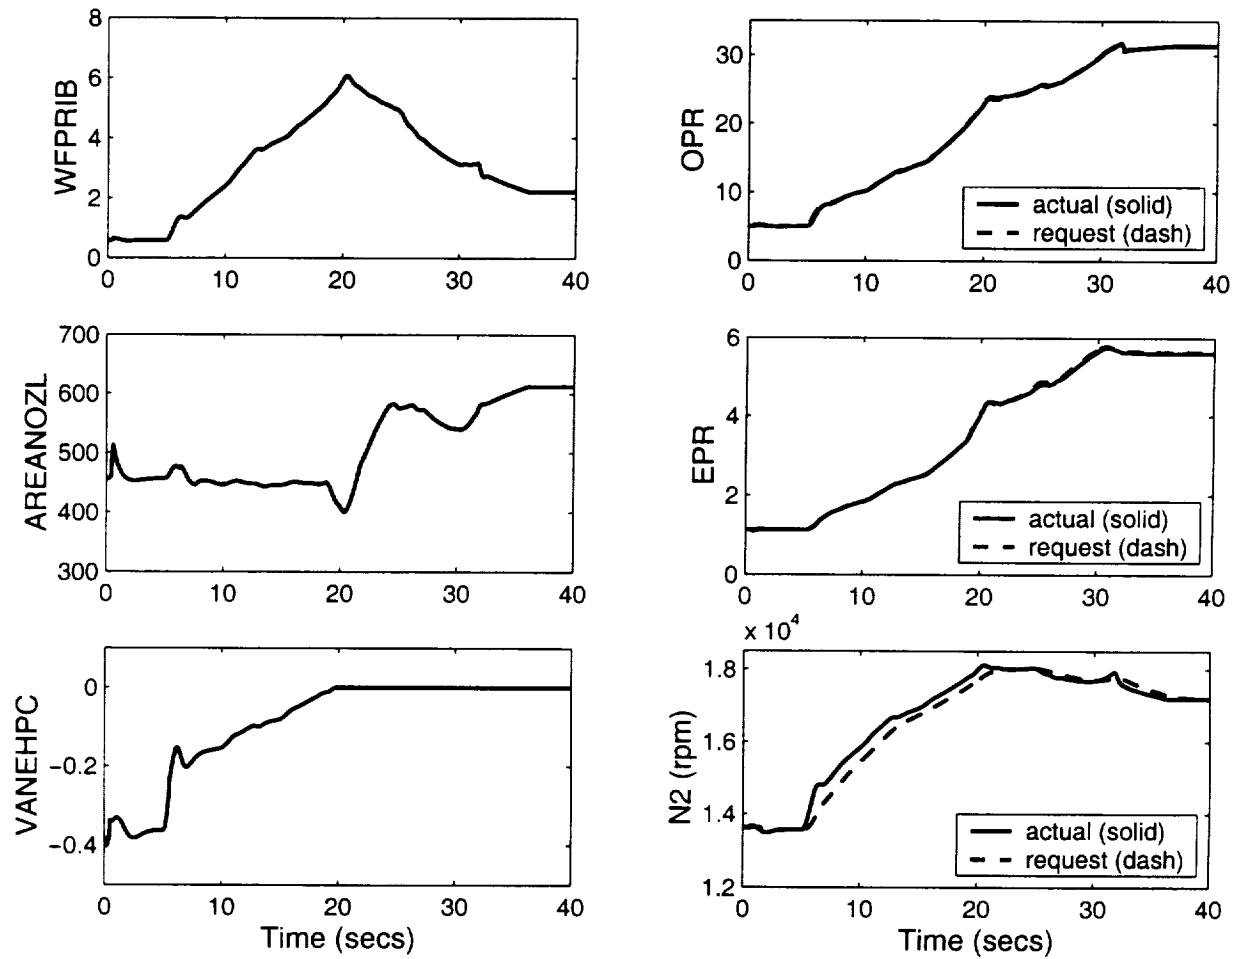 8
6
4
2
0
WFPRIB
0 10 20 30 40
30
20
10
0
OPR
actual (solid)
request (dash)
0 10 20 30 40
700
600
500
400
300
AREANOZL
0 10 20 30 40
6
4
2
0
EPR
actual (solid)
request (dash)
0 10 20 30 40
0
−0.2
−0.4
VANEHPC
0 10 20 30 40
Time (secs)
x 10⁴
1.8
1.6
1.4
1.2
N2 (rpm)
actual (solid)
request (dash)
0 10 20 30 40
Time (secs)